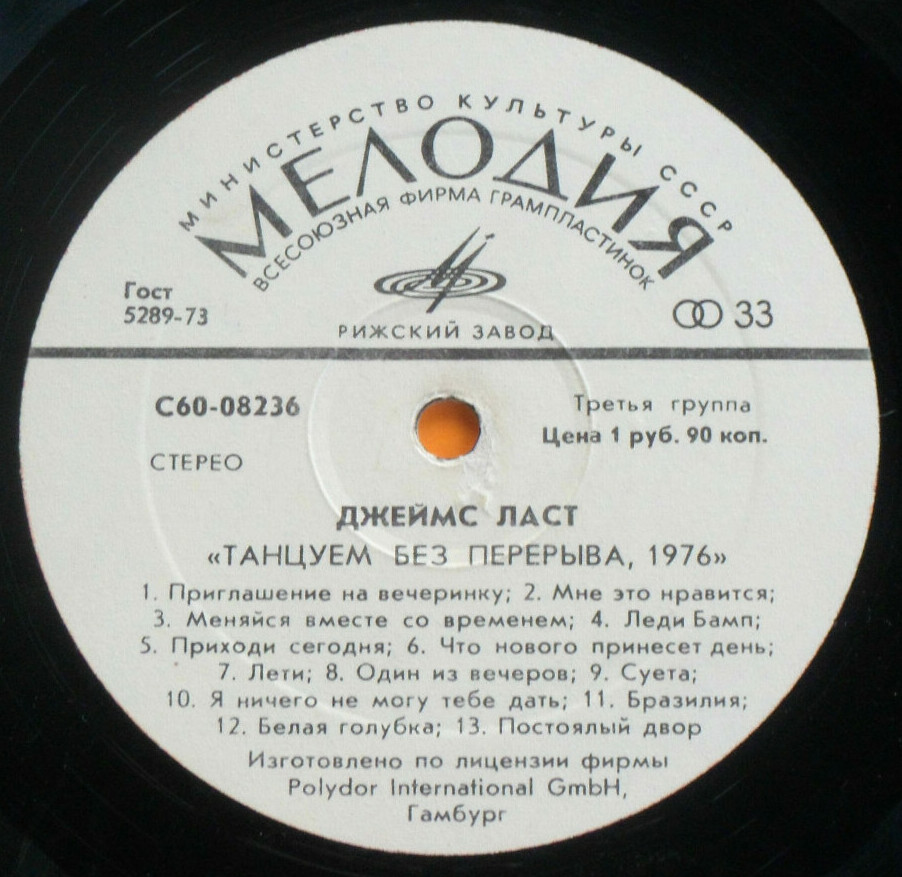 МИНИСТЕРСТВО КУЛЬТУРЫ СССР
МЕЛОДИЯ
ВСЕСОЮЗНАЯ ФИРМА ГРАМПЛАСТИНОК
Гост
5289-73
33
РИЖСКИЙ ЗАВОД
С60-08236
Третья группа
Цена 1 руб. 90 коп.
СТЕРЕО
ДЖЕЙМС ЛАСТ
«ТАНЦУЕМ БЕЗ ПЕРЕРЫВА, 1976»
1. Приглашение на вечеринку; 2. Мне это нравится;
3. Меняйся вместе со временем; 4. Леди Бамп;
5. Приходи сегодня; 6. Что нового принесет день;
7. Лети; 8. Один из вечеров; 9. Суета;
10. Я ничего не могу тебе дать; 11. Бразилия;
12. Белая голубка; 13. Постоялый двор
Изготовлено по лицензии фирмы
Polydor International GmbH,
Гамбург